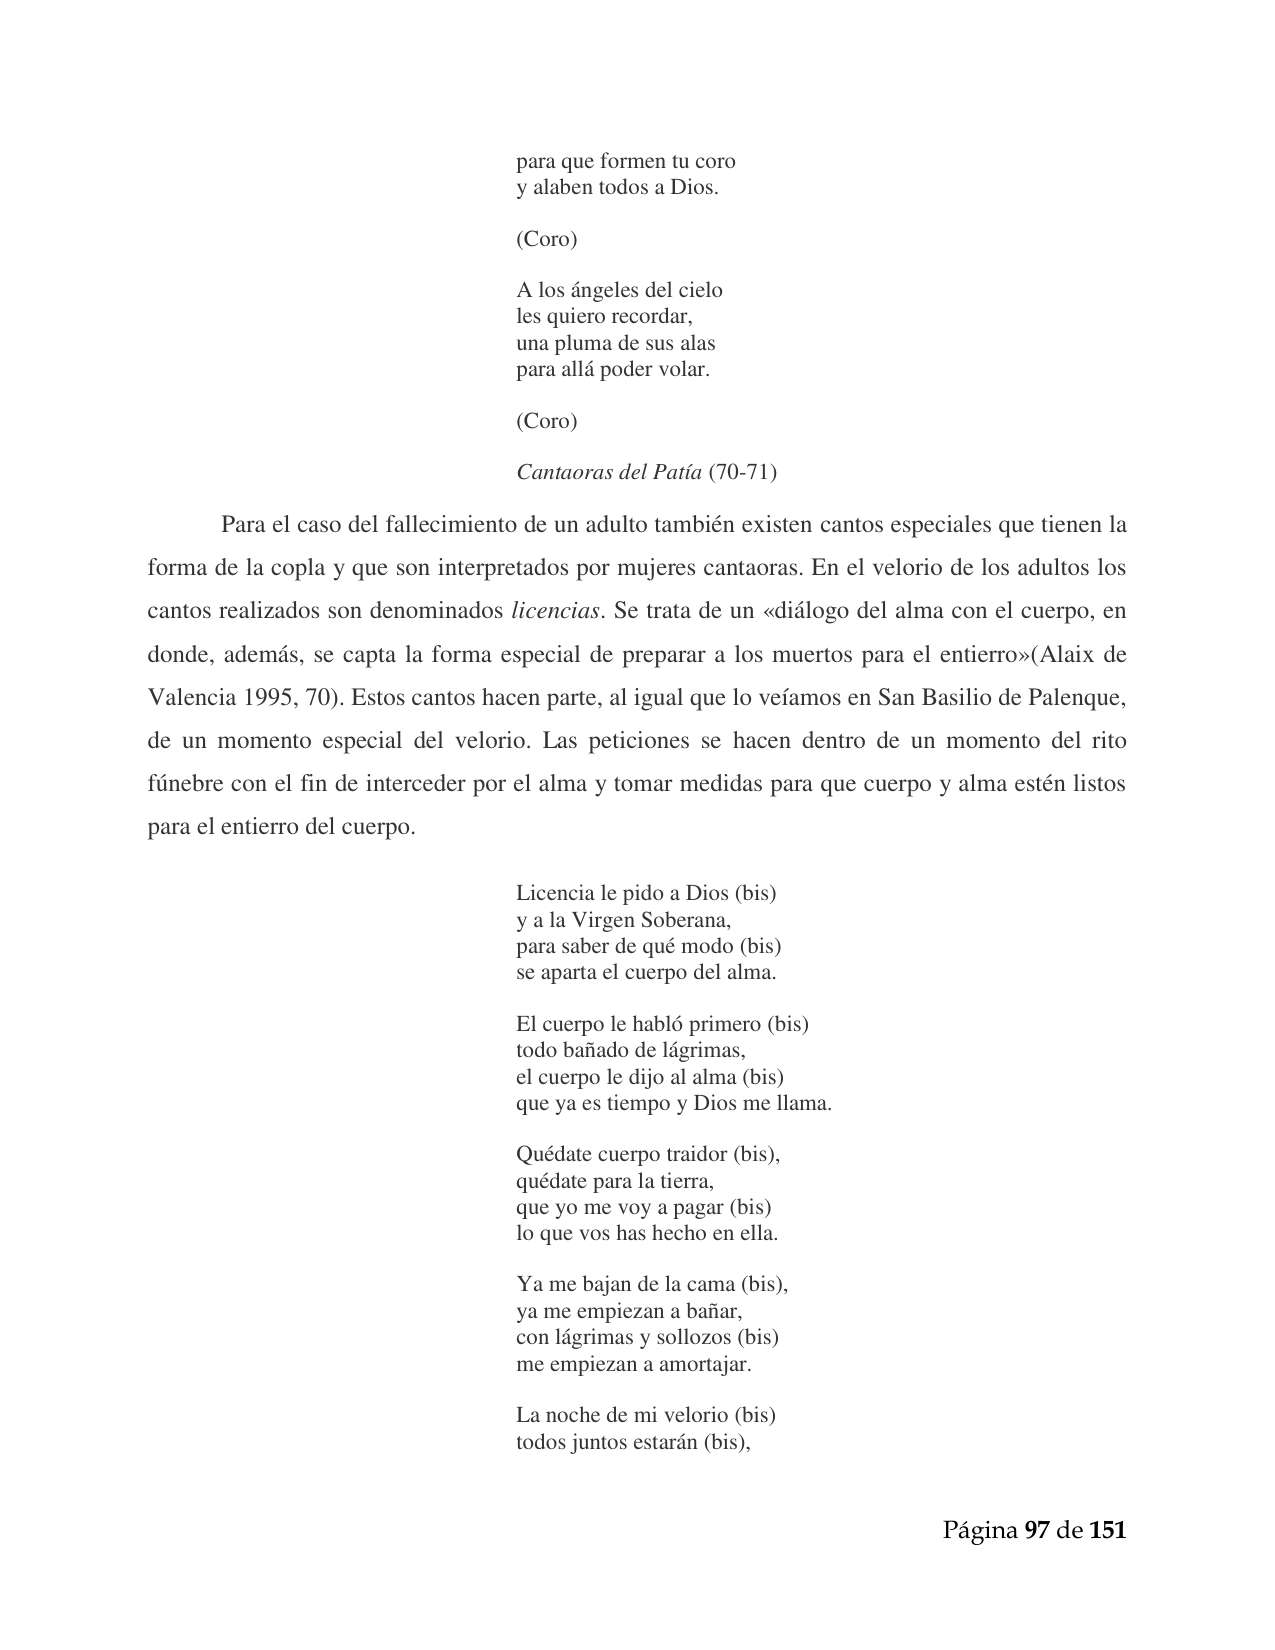 para que formen tu coro
y alaben todos a Dios.
(Coro)
A los ángeles del cielo
les quiero recordar,
una pluma de sus alas
para allá poder volar.
(Coro)
Cantaoras del Patía (70-71)
Para el caso del fallecimiento de un adulto también existen cantos especiales que tienen la
forma de la copla y que son interpretados por mujeres cantaoras. En el velorio de los adultos los
cantos realizados son denominados licencias. Se trata de un «diálogo del alma con el cuerpo, en
donde, además, se capta la forma especial de preparar a los muertos para el entierro»(Alaix de
Valencia 1995, 70). Estos cantos hacen parte, al igual que lo veíamos en San Basilio de Palenque,
de un momento especial del velorio. Las peticiones se hacen dentro de un momento del rito
fúnebre con el fin de interceder por el alma y tomar medidas para que cuerpo y alma estén listos
para el entierro del cuerpo.
Licencia le pido a Dios (bis)
y a la Virgen Soberana,
para saber de qué modo (bis)
se aparta el cuerpo del alma.
El cuerpo le habló primero (bis)
todo bañado de lágrimas,
el cuerpo le dijo al alma (bis)
que ya es tiempo y Dios me llama.
Quédate cuerpo traidor (bis),
quédate para la tierra,
que yo me voy a pagar (bis)
lo que vos has hecho en ella.
Ya me bajan de la cama (bis),
ya me empiezan a bañar,
con lágrimas y sollozos (bis)
me empiezan a amortajar.
La noche de mi velorio (bis)
todos juntos estarán (bis),
Página 97 de 151